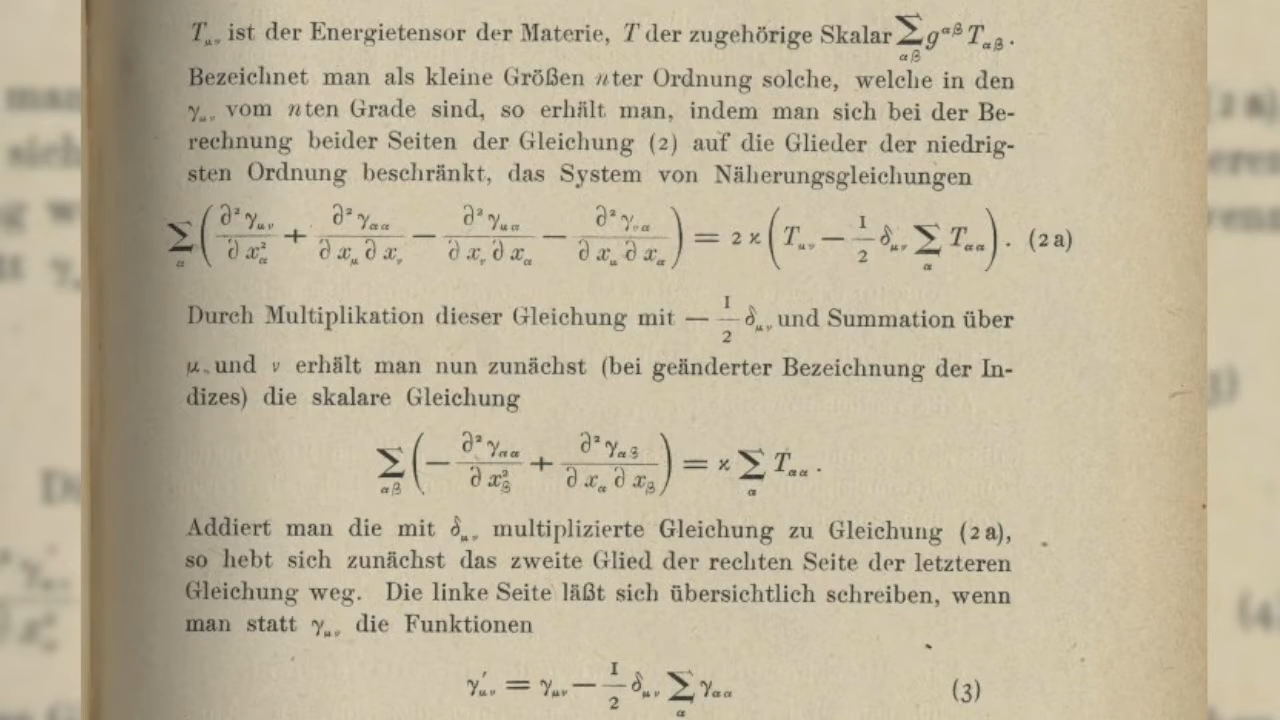 T_μν ist der Energietensor der Materie, T der zugehörige Skalar ∑_αβ g^αβ T_αβ .
Bezeichnet man als kleine Größen nter Ordnung solche, welche in den
γ_μν vom nten Grade sind, so erhält man, indem man sich bei der Be-
rechnung beider Seiten der Gleichung (2) auf die Glieder der niedrig-
sten Ordnung beschränkt, das System von Näherungsgleichungen
∑_α (∂²γ_μν/∂x_α² + ∂²γ_αα/∂x_μ∂x_ν − ∂²γ_μα/∂x_ν∂x_α − ∂²γ_να/∂x_μ∂x_α) = 2κ (T_μν − 1/2 δ_μν ∑_α T_αα) . (2a)
Durch Multiplikation dieser Gleichung mit − 1/2 δ_μν und Summation über
μ und ν erhält man nun zunächst (bei geänderter Bezeichnung der In-
dizes) die skalare Gleichung
∑_αβ (− ∂²γ_αα/∂x_β² + ∂²γ_αβ/∂x_α∂x_β) = κ ∑_α T_αα .
Addiert man die mit δ_μν multiplizierte Gleichung zu Gleichung (2a),
so hebt sich zunächst das zweite Glied der rechten Seite der letzteren
Gleichung weg. Die linke Seite läßt sich übersichtlich schreiben, wenn
man statt γ_μν die Funktionen
γ′_μν = γ_μν − 1/2 δ_μν ∑_α γ_αα (3)